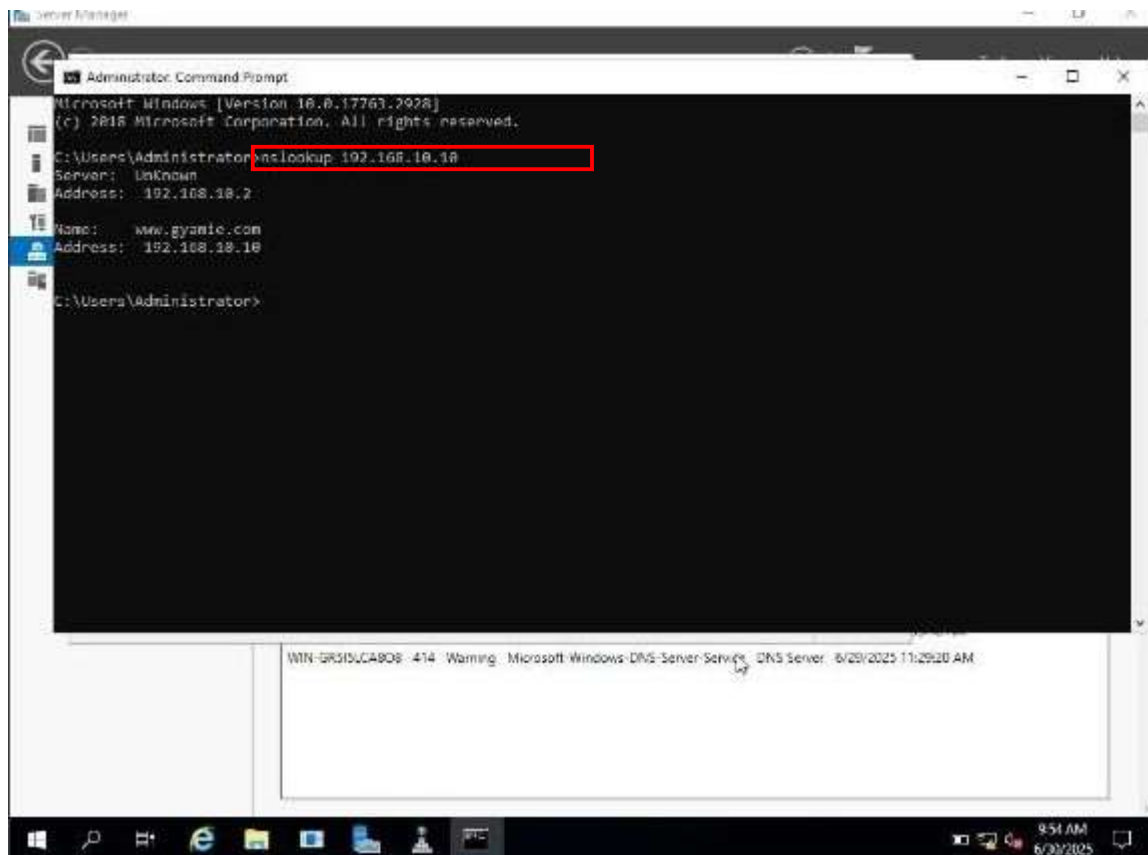 Server Manager
Administrator: Command Prompt
Microsoft Windows [Version 10.0.17763.2928]
(c) 2018 Microsoft Corporation. All rights reserved.
C:\Users\Administrator>nslookup 192.168.10.10
Server: UnKnown
Address: 192.168.10.2
Name: www.gyamie.com
Address: 192.168.10.10
C:\Users\Administrator>
414 Warning Microsoft-Windows-DNS-Server-Service DNS Server 6/29/2025 11:29:20 AM
9:54 AM
6/30/2025